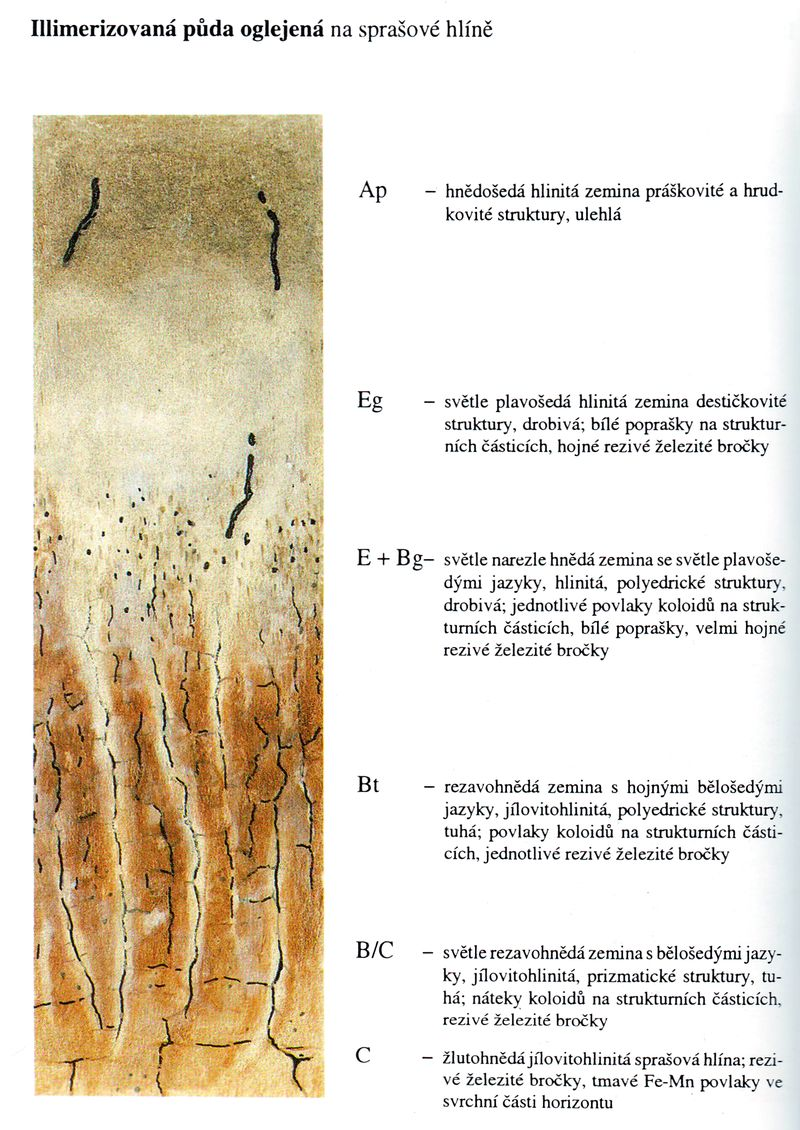 Illimerizovaná půda oglejená na sprašové hlíně
Ap – hnědošedá hlinitá zemina práškovité a hrud-
kovité struktury, ulehlá
Eg – světle plavošedá hlinitá zemina destičkovité
struktury, drobivá; bílé poprašky na struktur-
ních částicích, hojné rezivé železité bročky
E + Bg– světle narezle hnědá zemina se světle plavoše-
dými jazyky, hlinitá, polyedrické struktury,
drobivá; jednotlivé povlaky koloidů na struk-
turních částicích, bílé poprašky, velmi hojné
rezivé železité bročky
Bt – rezavohnědá zemina s hojnými bělošedými
jazyky, jílovitohlinitá, polyedrické struktury,
tuhá; povlaky koloidů na strukturních části-
cích, jednotlivé rezivé železité bročky
B/C – světle rezavohnědá zemina s bělošedými jazy-
ky, jílovitohlinitá, prizmatické struktury, tu-
há; náteky koloidů na strukturních částicích,
rezivé železité bročky
C – žlutohnědá jílovitohlinitá sprašová hlína; rezi-
vé železité bročky, tmavé Fe-Mn povlaky ve
svrchní části horizontu